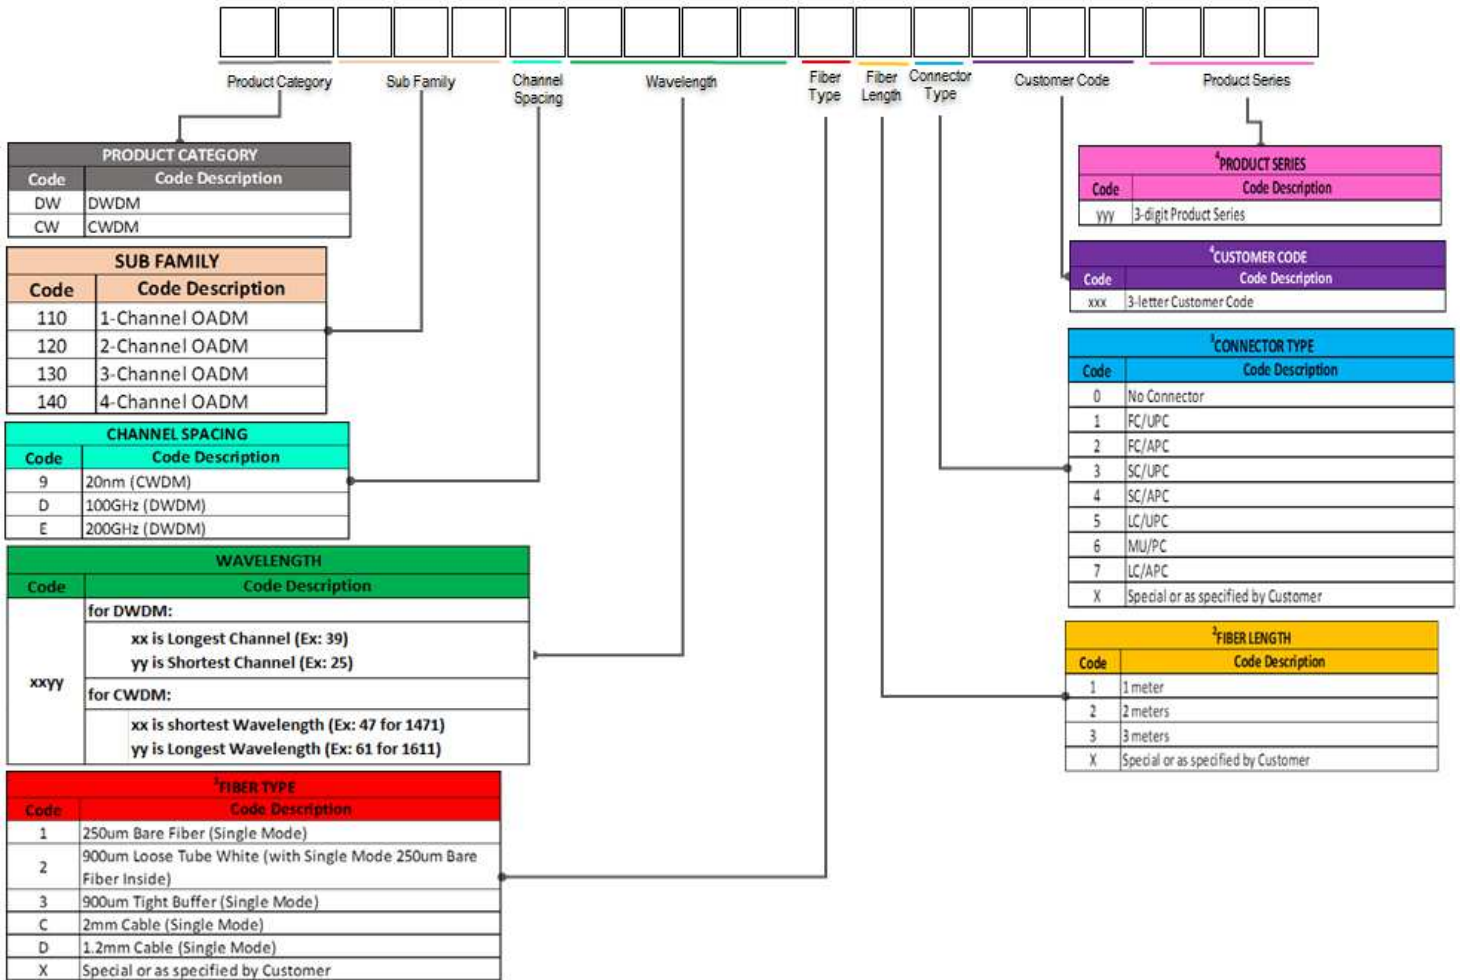 Product Category
Sub Family
Channel
Spacing
Wavelength
Fiber
Type
Fiber
Length
Connector
Type
Customer Code
Product Series
PRODUCT CATEGORY
Code Code Description
DW DWDM
CW CWDM
SUB FAMILY
Code Code Description
110 1-Channel OADM
120 2-Channel OADM
130 3-Channel OADM
140 4-Channel OADM
CHANNEL SPACING
Code Code Description
9 20nm (CWDM)
D 100GHz (DWDM)
E 200GHz (DWDM)
WAVELENGTH
Code Code Description
xxyy
for DWDM:
xx is Longest Channel (Ex: 39)
yy is Shortest Channel (Ex: 25)
for CWDM:
xx is shortest Wavelength (Ex: 47 for 1471)
yy is Longest Wavelength (Ex: 61 for 1611)
FIBER TYPE
Code Code Description
1 250um Bare Fiber (Single Mode)
2 900um Loose Tube White (with Single Mode 250um Bare
Fiber Inside)
3 900um Tight Buffer (Single Mode)
C 2mm Cable (Single Mode)
D 1.2mm Cable (Single Mode)
X Special or as specified by Customer
⁴PRODUCT SERIES
Code Code Description
yyy 3-digit Product Series
⁴CUSTOMER CODE
Code Code Description
xxx 3-letter Customer Code
³CONNECTOR TYPE
Code Code Description
0 No Connector
1 FC/UPC
2 FC/APC
3 SC/UPC
4 SC/APC
5 LC/UPC
6 MU/PC
7 LC/APC
X Special or as specified by Customer
²FIBER LENGTH
Code Code Description
1 1 meter
2 2 meters
3 3 meters
X Special or as specified by Customer